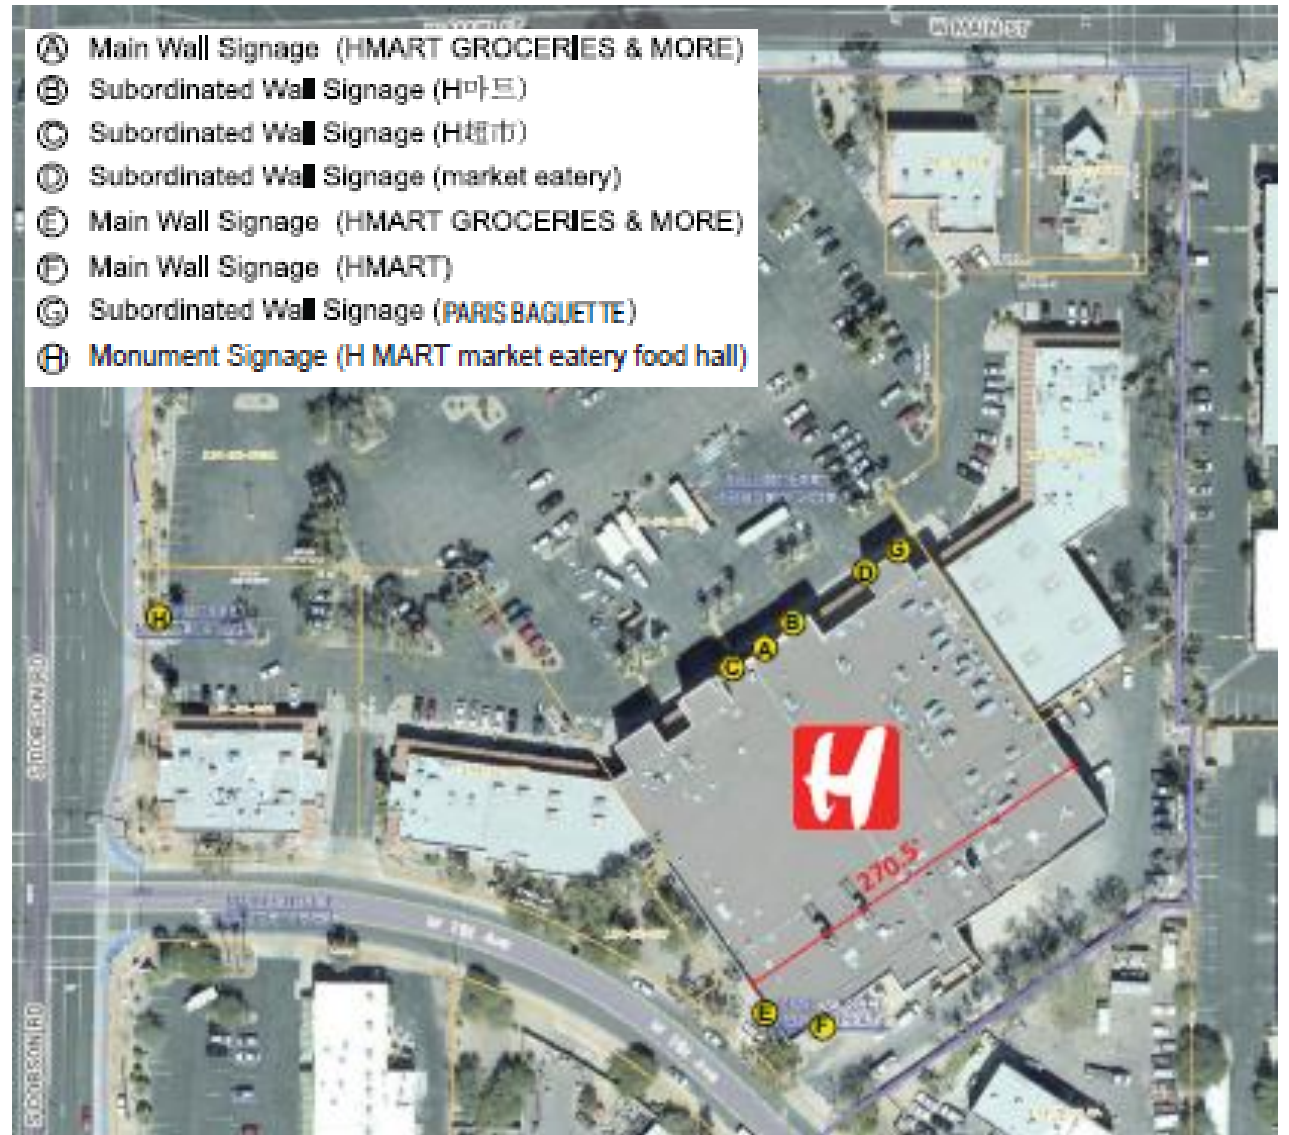 W MAIN ST
Ⓐ Main Wall Signage (HMART GROCERIES & MORE)
Ⓑ Subordinated Wall Signage (H마트)
Ⓒ Subordinated Wall Signage (H超市)
Ⓓ Subordinated Wall Signage (market eatery)
Ⓔ Main Wall Signage (HMART GROCERIES & MORE)
Ⓕ Main Wall Signage (HMART)
Ⓖ Subordinated Wall Signage (PARIS BAGUETTE)
Ⓗ Monument Signage (H MART market eatery food hall)
G
D
H
B
A
C
S DOBSON RD
H
270.5'
W 1ST AVE
E
F
W 1ST AVE
S DOBSON RD